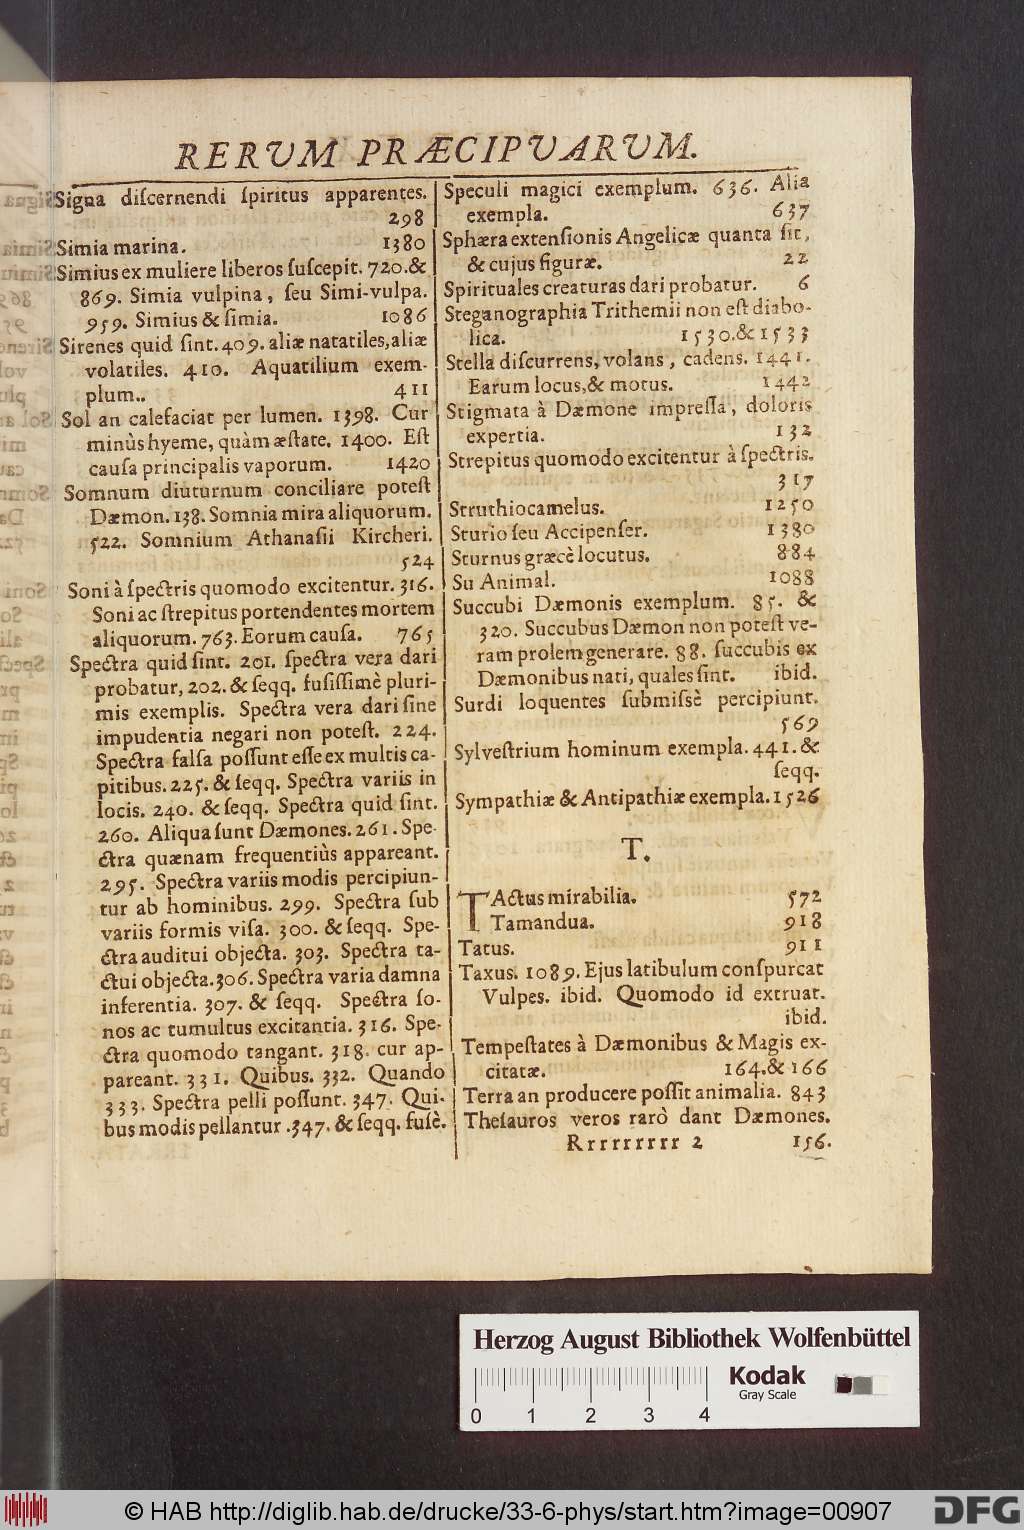 RERUM PRÆCIPVARVM.
Signa diſcernendi ſpiritus apparentes.
298
Simia marina. 1380
Simius ex muliere liberos ſuſcepit. 720. &
869. Simia vulpina, ſeu Simi-vulpa.
959. Simius & ſimia. 1086
Sirenes quid ſint. 409. aliæ natatiles, aliæ
volatiles. 410. Aquatilium exem-
plum.. 411
Sol an calefaciat per lumen. 1398. Cur
minùs hyeme, quàm æſtate. 1400. Eſt
cauſa principalis vaporum. 1420
Somnum diuturnum conciliare poteſt
Dæmon. 138. Somnia mira aliquorum.
522. Somnium Athanaſii Kircheri.
524
Soni à ſpectris quomodo excitentur. 316.
Soni ac ſtrepitus portendentes mortem
aliquorum. 763. Eorum cauſa. 765
Spectra quid ſint. 201. ſpectra vera dari
probatur, 202. & ſeqq. fuſiſſimè pluri-
mis exemplis. Spectra vera dari ſine
impudentia negari non poteſt. 224.
Spectra falſa poſſunt eſſe ex multis ca-
pitibus. 225. & ſeqq. Spectra variis in
locis. 240. & ſeqq. Spectra quid ſint.
260. Aliqua ſunt Dæmones. 261. Spe-
ctra quænam frequentiùs appareant.
295. Spectra variis modis percipiun-
tur ab hominibus. 299. Spectra ſub
variis formis viſa. 300. & ſeqq. Spe-
ctra auditui objecta. 303. Spectra ta-
ctui objecta. 306. Spectra varia damna
inferentia. 307. & ſeqq. Spectra ſo-
nos ac tumultus excitantia. 316. Spe-
ctra quomodo tangant. 318. cur ap-
pareant. 331. Quibus. 332. Quando
333. Spectra pelli poſſunt. 347. Qui-
bus modis pellantur. 347. & ſeqq. fuſè.
Speculi magici exemplum. 636. Alia
exempla. 637
Sphæra extenſionis Angelicæ quanta ſit,
& cujus figuræ. 22
Spirituales creaturas dari probatur. 6
Steganographia Trithemii non eſt diabo-
lica. 1530. & 1533
Stella diſcurrens, volans, cadens. 1441.
Earum locus, & motus. 1442
Stigmata à Dæmone impreſſa, doloris
expertia. 132
Strepitus quomodo excitentur à ſpectris.
317
Struthiocamelus. 1250
Sturio ſeu Accipenſer. 1380
Sturnus græcè locutus. 884
Su Animal. 1088
Succubi Dæmonis exemplum. 85. &
320. Succubus Dæmon non poteſt ve-
ram prolem generare. 88. ſuccubis ex
Dæmonibus nati, quales ſint. ibid.
Surdi loquentes ſubmiſsè percipiunt.
569
Sylveſtrium hominum exempla. 441. &
ſeqq.
Sympathiæ & Antipathiæ exempla. 1526
T.
TActus mirabilia. 572
Tamandua. 918
Tatus. 911
Taxus. 1089. Ejus latibulum conſpurcat
Vulpes. ibid. Quomodo id extruat.
ibid.
Tempeſtates à Dæmonibus & Magis ex-
citatæ. 164. & 166
Terra an producere poſſit animalia. 843
Theſauros veros rarò dant Dæmones.
Rrrrrrrrr 2 156.
Herzog August Bibliothek Wolfenbüttel
Kodak
Gray Scale
0 1 2 3 4
© HAB http://diglib.hab.de/drucke/33-6-phys/start.htm?image=00907
DFG